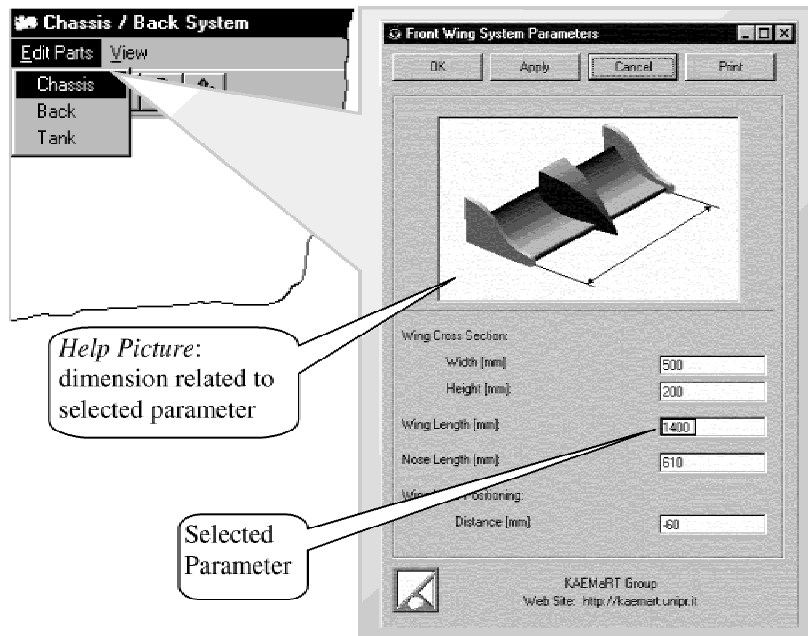 Chassis / Back System
Edit Parts View
Chassis
Back
Tank
Front Wing System Parameters
OK Apply Cancel Print
Help Picture:
dimension related to
selected parameter
Wing Cross Section:
Width [mm]
500
Height [mm]:
200
Wing Length [mm]:
1400
Nose Length [mm]:
610
Positioning:
Distance [mm]
-60
Selected
Parameter
KAEMaRT Group
Web Site: http://kaemart.unipr.it